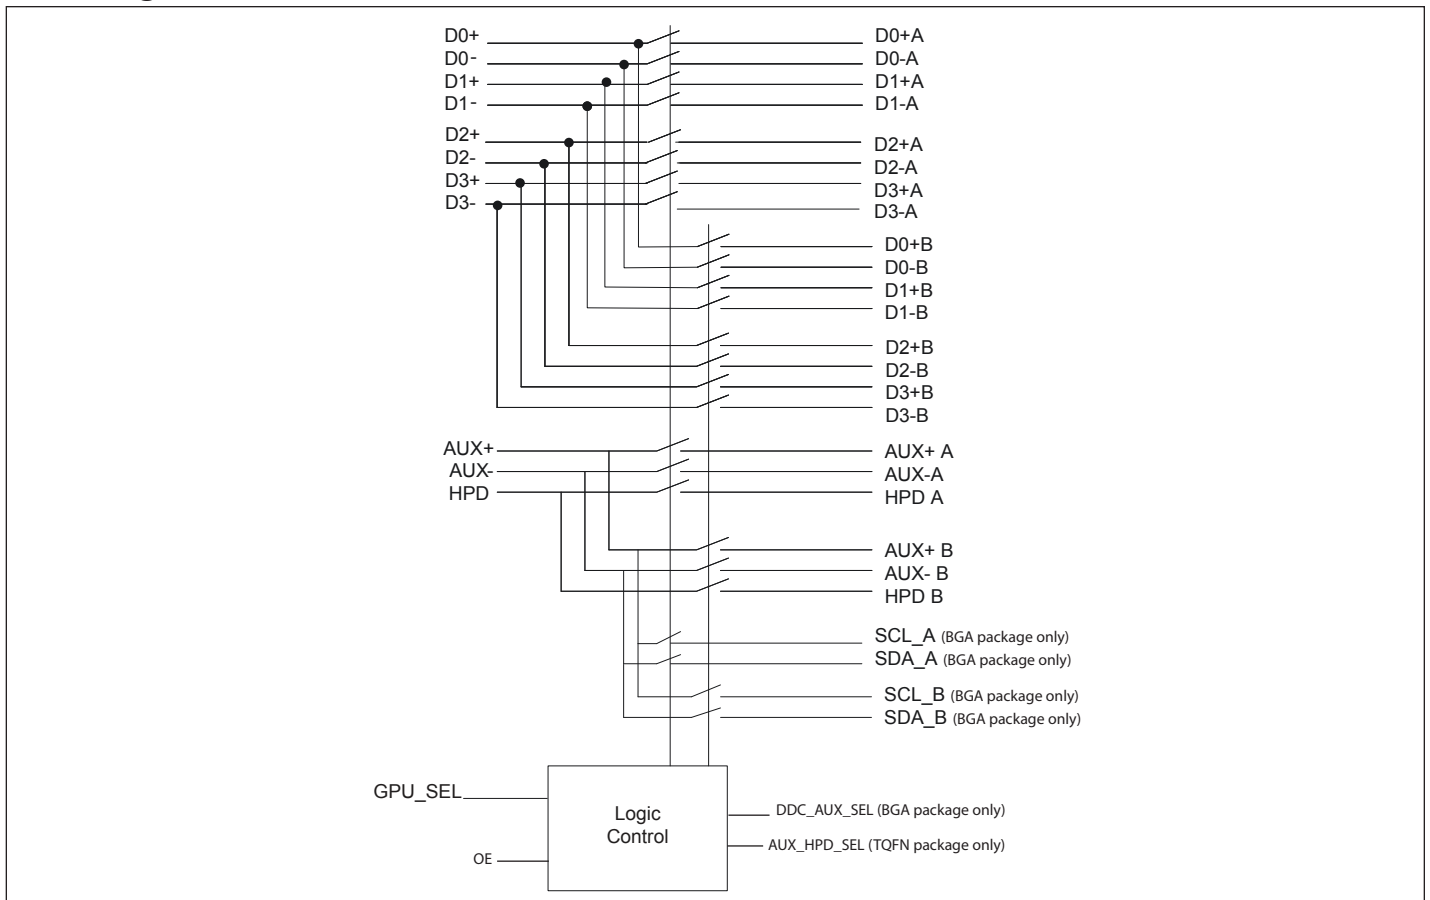 D0+ D0+A
D0- D0-A
D1+ D1+A
D1- D1-A
D2+ D2+A
D2- D2-A
D3+ D3+A
D3- D3-A
D0+B
D0-B
D1+B
D1-B
D2+B
D2-B
D3+B
D3-B
AUX+ AUX+ A
AUX- AUX-A
HPD HPD A
AUX+ B
AUX- B
HPD B
SCL_A (BGA package only)
SDA_A (BGA package only)
SCL_B (BGA package only)
SDA_B (BGA package only)
GPU_SEL
Logic
Control
DDC_AUX_SEL (BGA package only)
AUX_HPD_SEL (TQFN package only)
OE